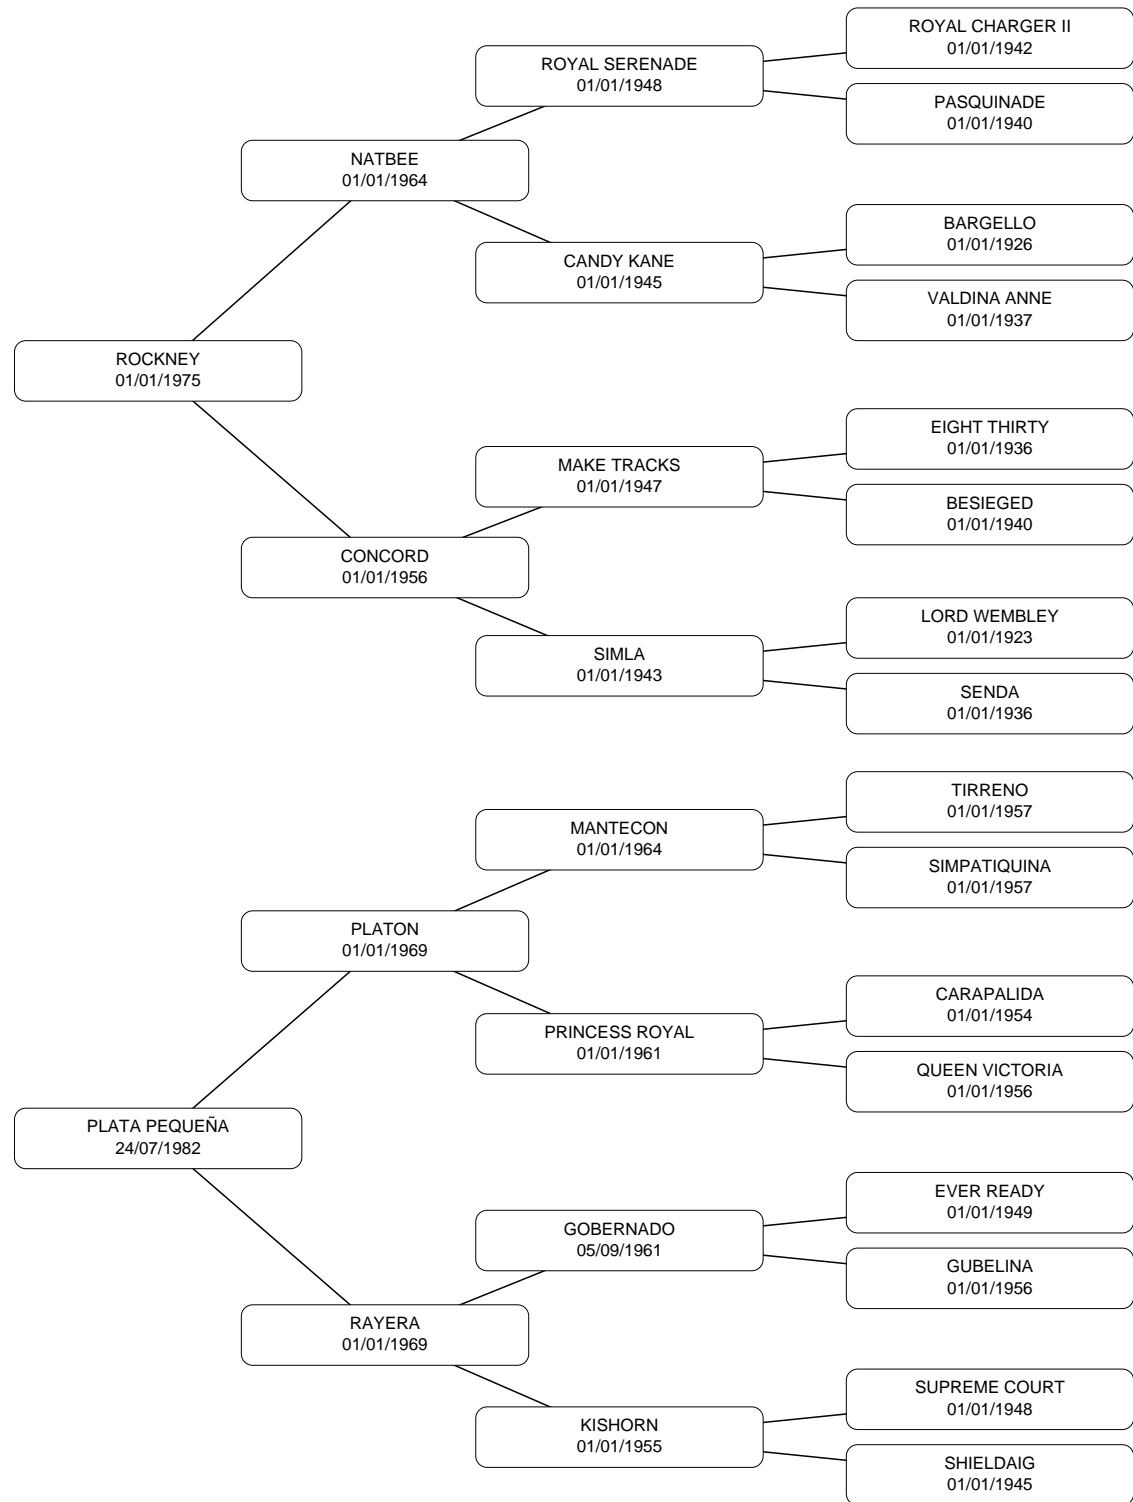 ROYAL CHARGER II
01/01/1942
ROYAL SERENADE
01/01/1948
PASQUINADE
01/01/1940
NATBEE
01/01/1964
BARGELLO
01/01/1926
CANDY KANE
01/01/1945
VALDINA ANNE
01/01/1937
ROCKNEY
01/01/1975
EIGHT THIRTY
01/01/1936
MAKE TRACKS
01/01/1947
BESIEGED
01/01/1940
CONCORD
01/01/1956
LORD WEMBLEY
01/01/1923
SIMLA
01/01/1943
SENDA
01/01/1936
TIRRENO
01/01/1957
MANTECON
01/01/1964
SIMPATIQUINA
01/01/1957
PLATON
01/01/1969
CARAPALIDA
01/01/1954
PRINCESS ROYAL
01/01/1961
QUEEN VICTORIA
01/01/1956
PLATA PEQUEÑA
24/07/1982
EVER READY
01/01/1949
GOBERNADO
05/09/1961
GUBELINA
01/01/1956
RAYERA
01/01/1969
SUPREME COURT
01/01/1948
KISHORN
01/01/1955
SHIELDAIG
01/01/1945